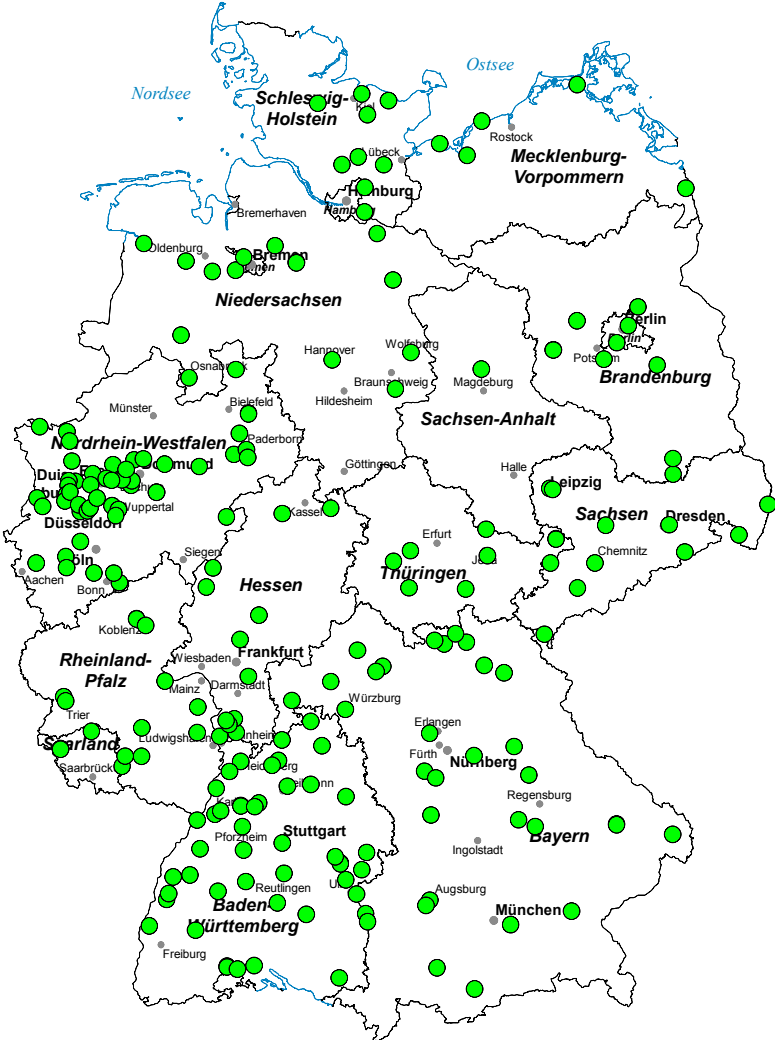 Ostsee
Nordsee
Schleswig-
Holstein
Kiel
Rostock
Lübeck
Mecklenburg-
Vorpommern
Hamburg
Bremerhaven
Oldenburg
Bremen
Niedersachsen
Berlin
Potsdam
Brandenburg
Hannover
Wolfsburg
Braunschweig
Magdeburg
Hildesheim
Osnabrück
Sachsen-Anhalt
Bielefeld
Münster
Nordrhein-Westfalen
Paderborn
Dortmund
Göttingen
Halle
Leipzig
Wuppertal
Düsseldorf
Kassel
Sachsen
Dresden
Erfurt
Jena
Chemnitz
Thüringen
Köln
Siegen
Aachen
Bonn
Hessen
Koblenz
Rheinland-
Pfalz
Wiesbaden
Frankfurt
Mainz
Darmstadt
Würzburg
Trier
Erlangen
Ludwigshafen
Saarland
Fürth
Nürnberg
Saarbrück
Heidelberg
Regensburg
Pforzheim
Stuttgart
Bayern
Ingolstadt
Reutlingen
Augsburg
Baden-
Württemberg
München
Freiburg